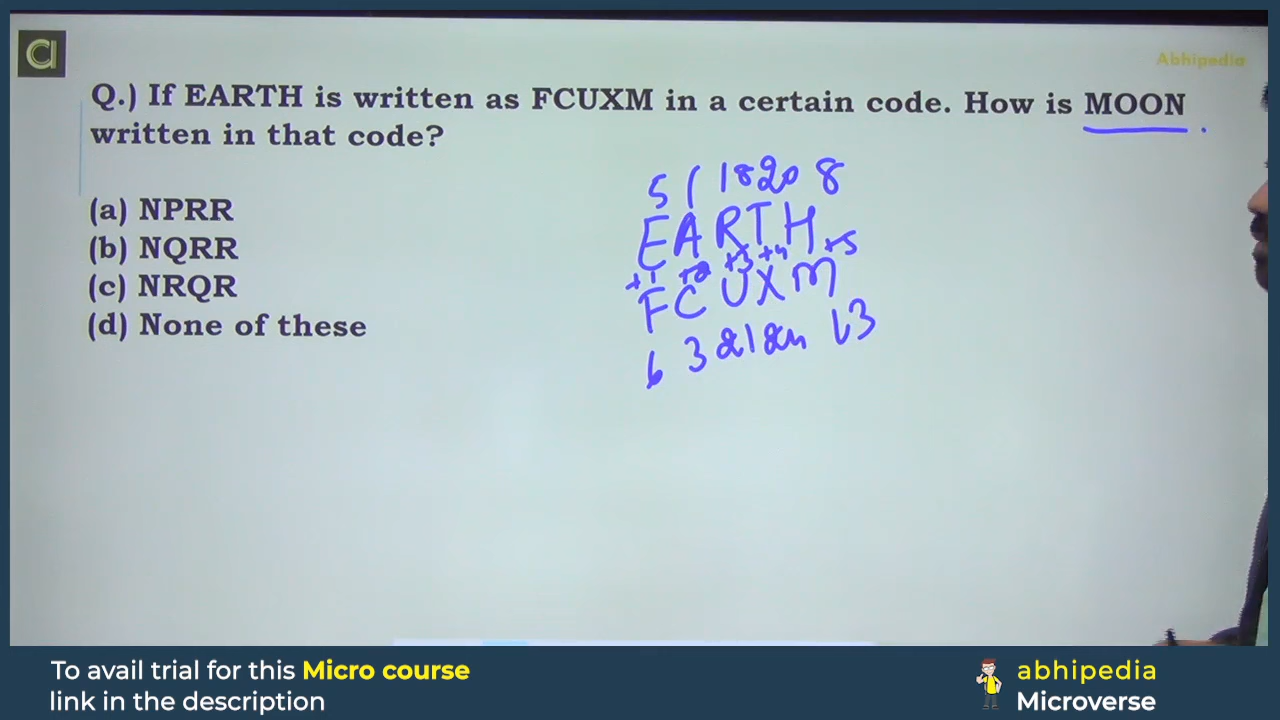 Abhipedia
Q.) If EARTH is written as FCUXM in a certain code. How is MOON
written in that code?
(a) NPRR
(b) NQRR
(c) NRQR
(d) None of these
5 1 18 20 8
E A R T H
+1 +2 +3 +4 +5
F C U X M
6 3 21 24 13
To avail trial for this Micro course
link in the description
abhipedia
Microverse